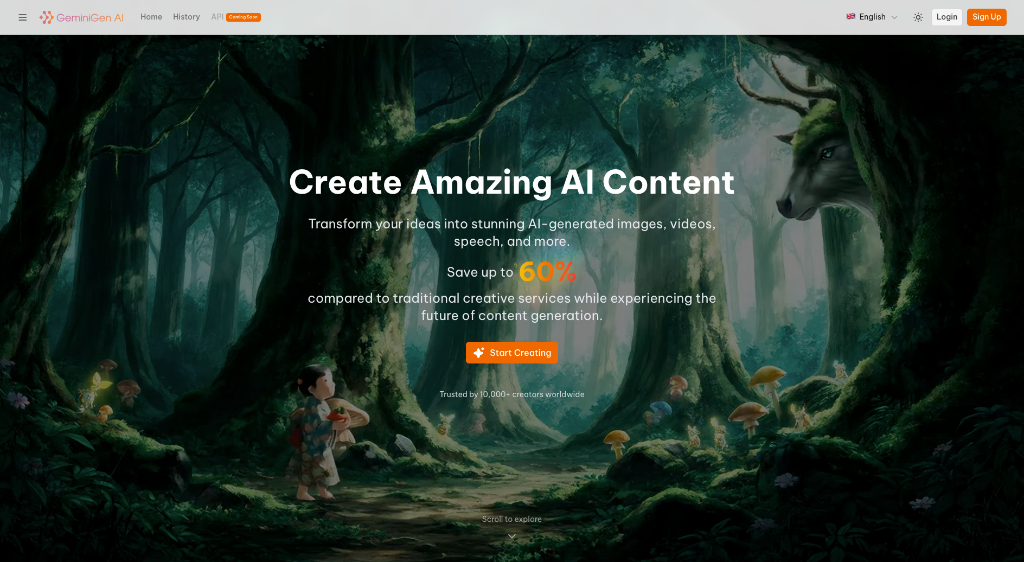 GeminiGen AI
Home
History
API
Coming Soon
English
Login
Sign Up
Create Amazing AI Content
Transform your ideas into stunning AI-generated images, videos,
speech, and more.
Save up to 60%
compared to traditional creative services while experiencing the
future of content generation.
Start Creating
Trusted by 10,000+ creators worldwide
Scroll to explore